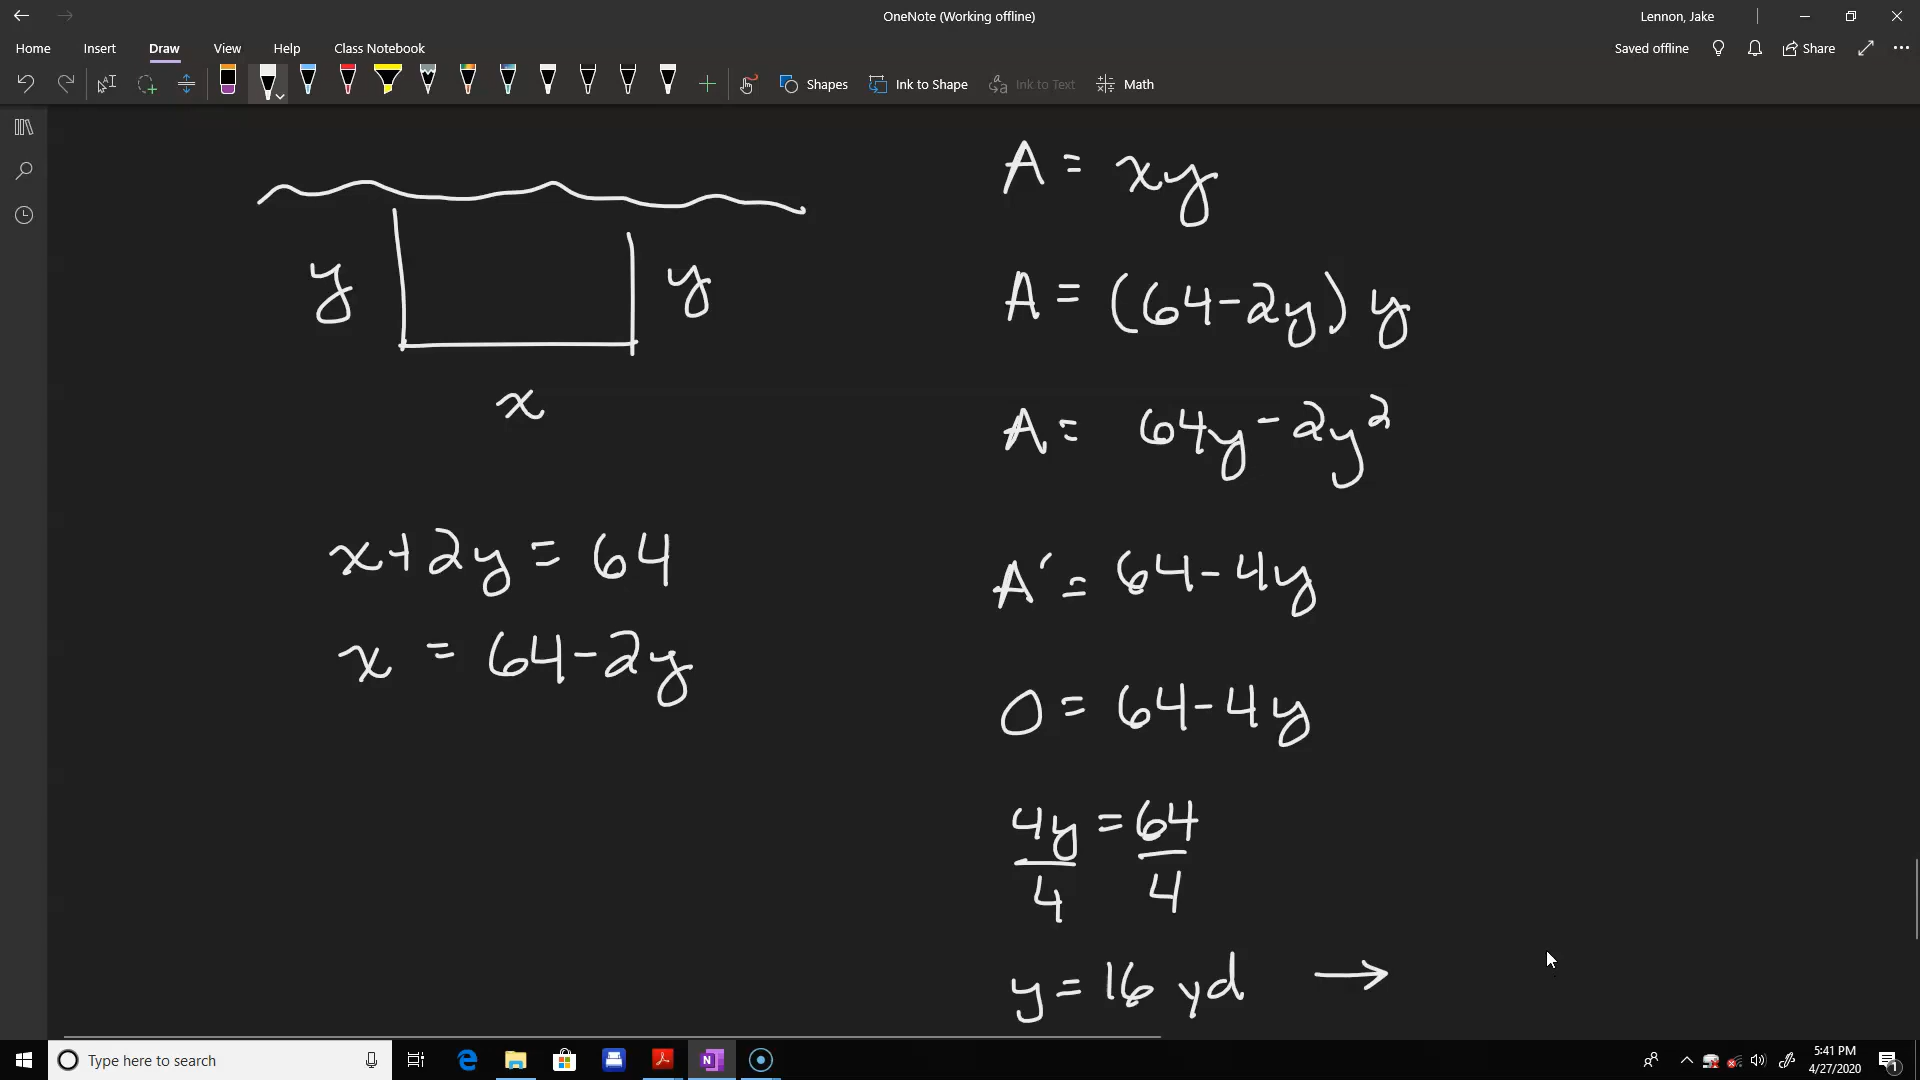 OneNote (Working offline)
Lennon, Jake
Home Insert Draw View Help Class Notebook
Saved offline Share
Shapes Ink to Shape Ink to Text Math
y y
x
x+2y = 64
x = 64-2y
A = xy
A = (64-2y) y
A = 64y-2y²
A' = 64-4y
0 = 64-4y
4y = 64
4 4
y = 16 yd →
Type here to search
5:41 PM
4/27/2020
1